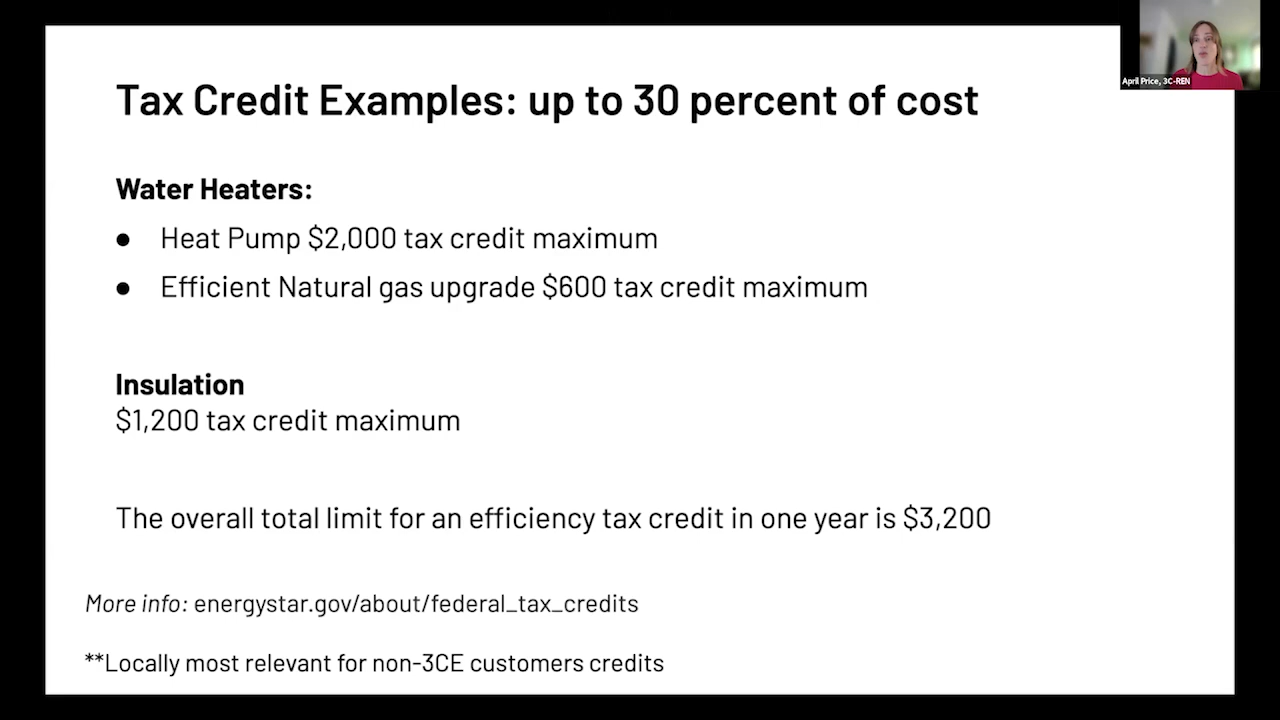 Tax Credit Examples: up to 30 percent of cost
April Price, 3C-REN
Water Heaters:
● Heat Pump $2,000 tax credit maximum
● Efficient Natural gas upgrade $600 tax credit maximum
Insulation
$1,200 tax credit maximum
The overall total limit for an efficiency tax credit in one year is $3,200
More info: energystar.gov/about/federal_tax_credits
**Locally most relevant for non-3CE customers credits